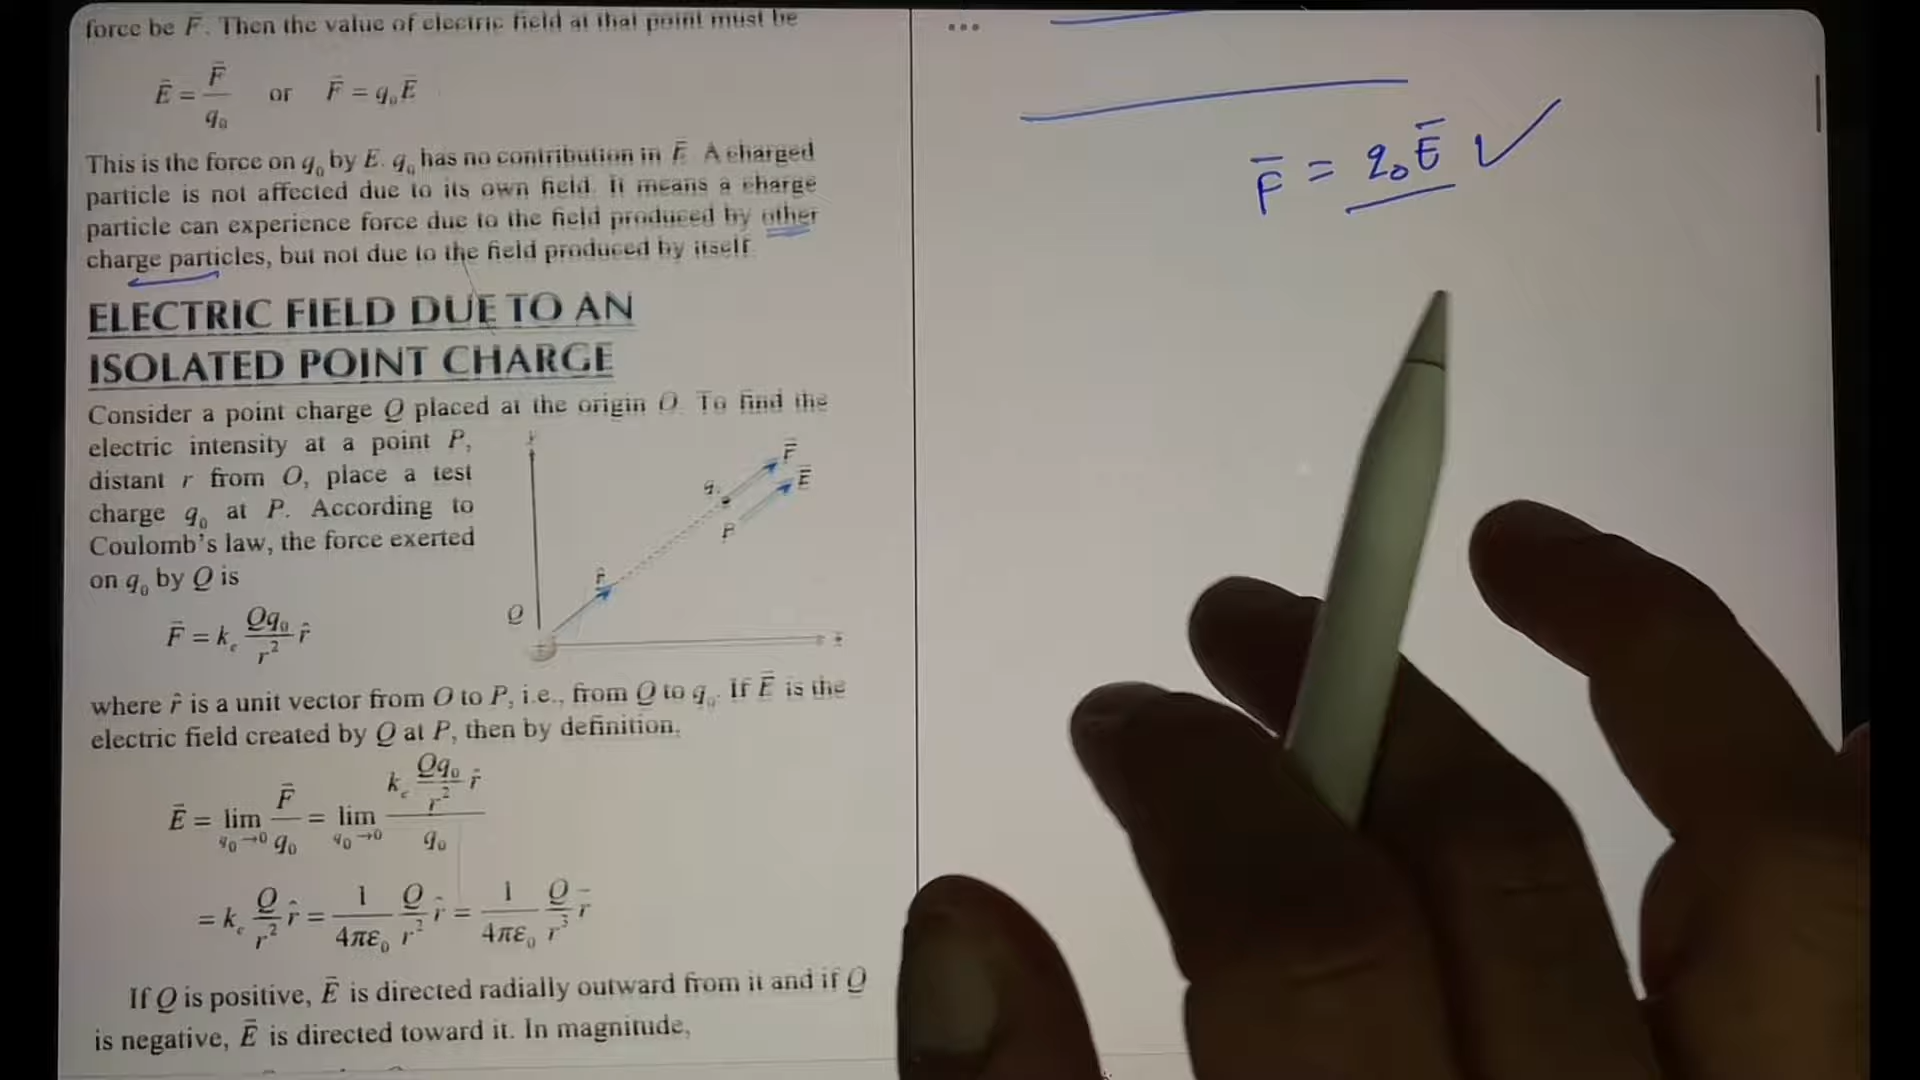 force be F̄. Then the value of electric field at that point must be
Ē = F̄/q₀ or F̄ = q₀Ē
This is the force on q₀ by E. q₀ has no contribution in E̅. A charged
particle is not affected due to its own field. It means a charge
particle can experience force due to the field produced by other
charge particles, but not due to the field produced by itself.
ELECTRIC FIELD DUE TO AN
ISOLATED POINT CHARGE
Consider a point charge Q placed at the origin O. To find the
electric intensity at a point P,
distant r from O, place a test
charge q₀ at P. According to
Coulomb's law, the force exerted
on q₀ by Q is
F̄ = kₑ Qq₀/r² r̂
y
F̄
Ē
q₀
P
r̂
Q
x
where r̂ is a unit vector from O to P, i.e., from Q to q₀. If Ē is the
electric field created by Q at P, then by definition,
Ē = lim q₀→0 F̄/q₀ = lim q₀→0 (kₑ Qq₀/r² r̂)/q₀
= kₑ Q/r² r̂ = 1/4πε₀ Q/r² r̂ = 1/4πε₀ Q/r³ r̄
If Q is positive, Ē is directed radially outward from it and if Q
is negative, Ē is directed toward it. In magnitude,
F̄ = q₀Ē ✓